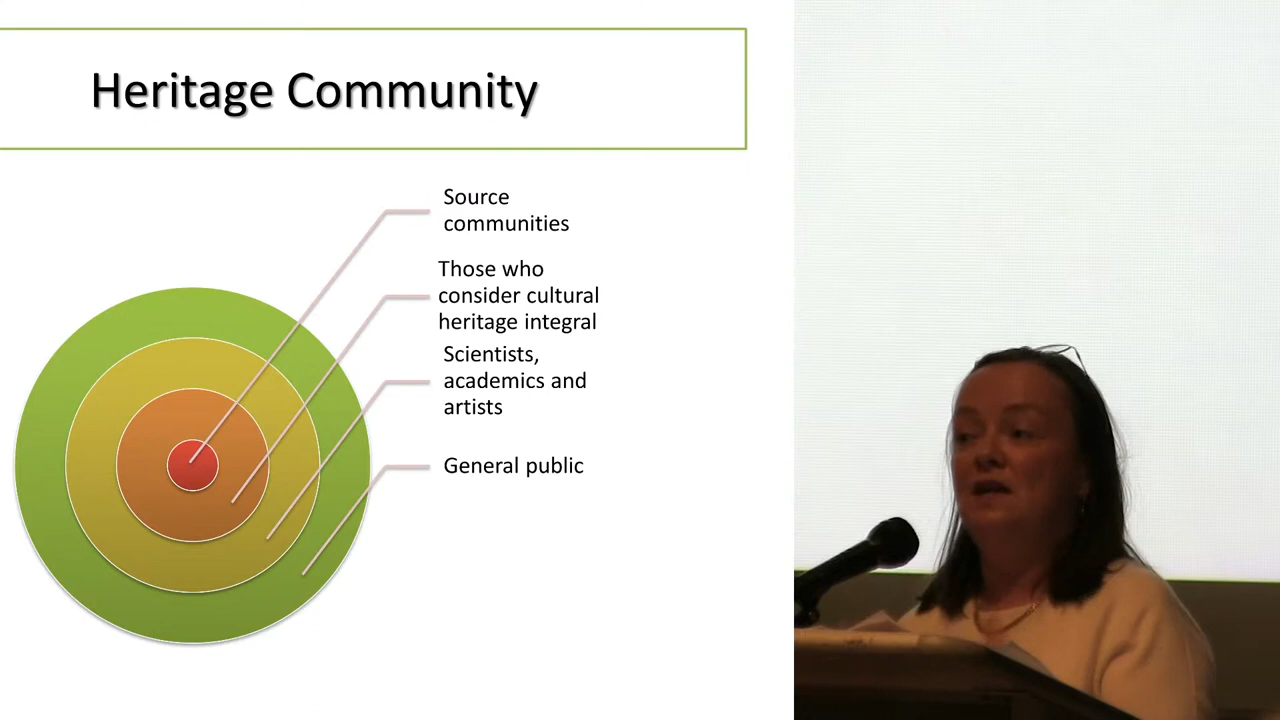 Heritage Community
Source
communities
Those who
consider cultural
heritage integral
Scientists,
academics and
artists
General public